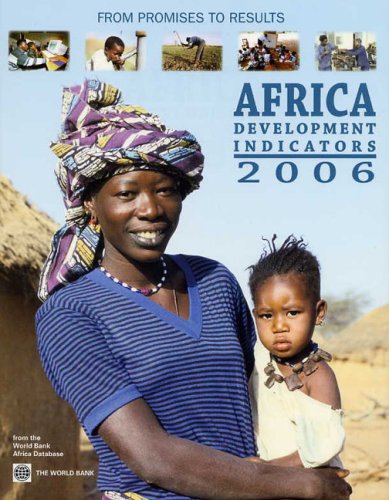 FROM PROMISES TO RESULTS
AFRICA
DEVELOPMENT
INDICATORS
2006
from the
World Bank
Africa Database
THE WORLD BANK